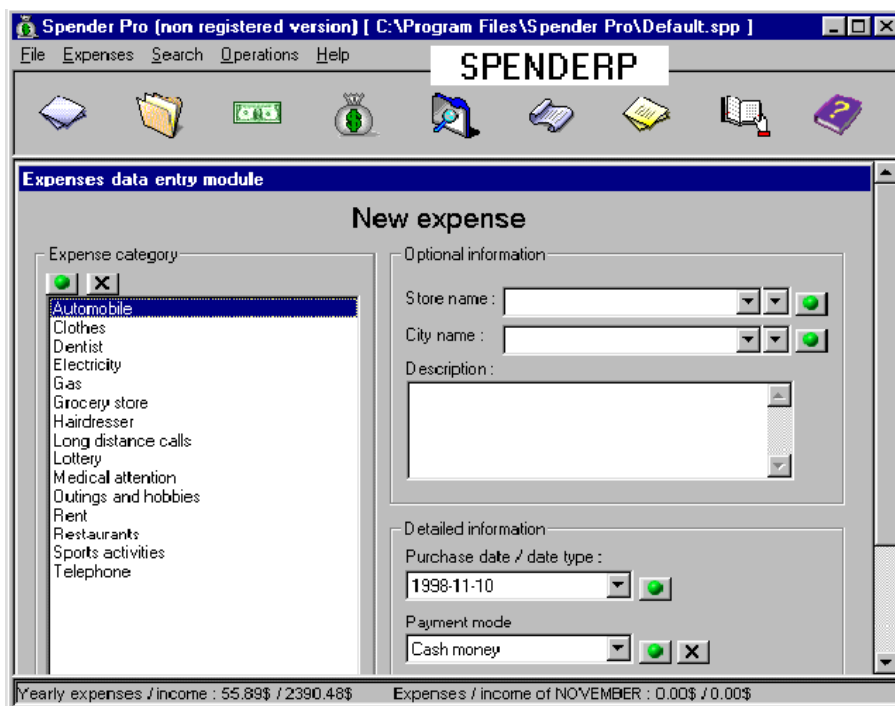 Spender Pro (non registered version) [ C:\Program Files\Spender Pro\Default.spp ]
File Expenses Search Operations Help
SPENDERP
Expenses data entry module
New expense
Expense category
Automobile
Clothes
Dentist
Electricity
Gas
Grocery store
Hairdresser
Long distance calls
Lottery
Medical attention
Outings and hobbies
Rent
Restaurants
Sports activities
Telephone
Optional information
Store name :
City name :
Description :
Detailed information
Purchase date / date type :
1998-11-10
Payment mode
Cash money
Yearly expenses / income : 55.89$ / 2390.48$ Expenses / income of NOVEMBER : 0.00$ / 0.00$